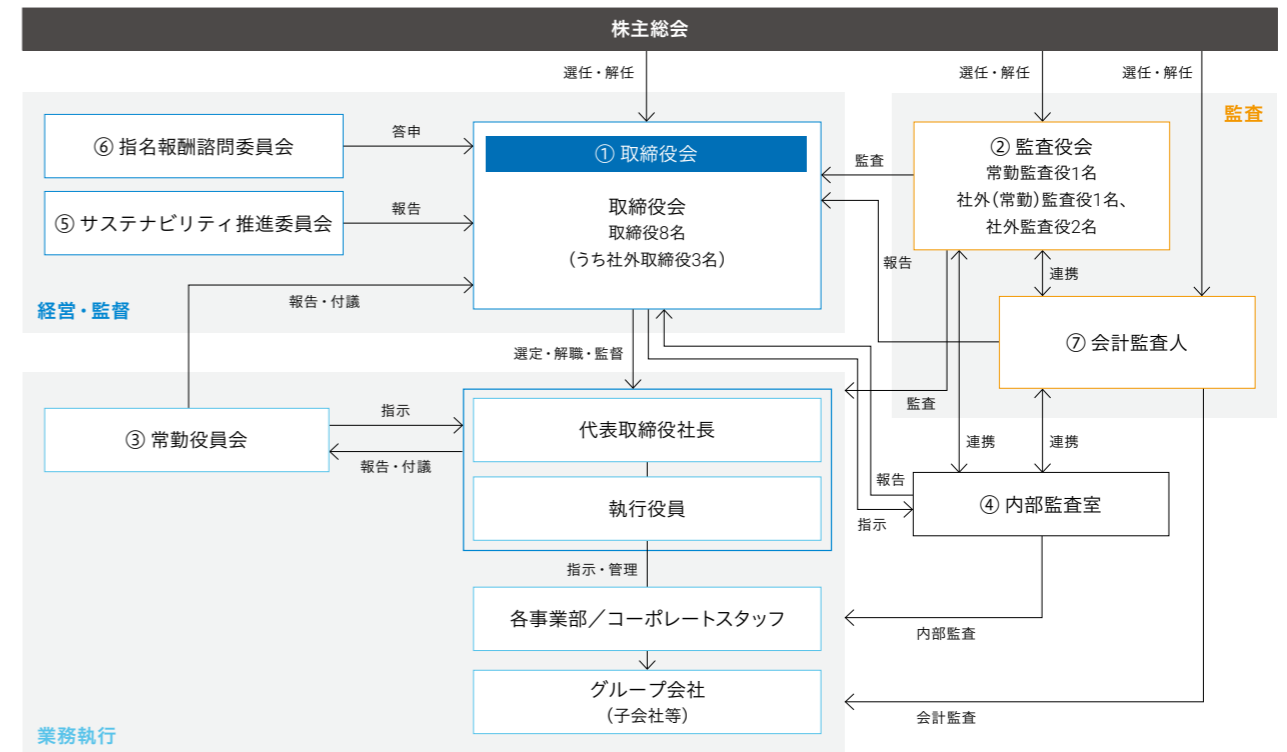 株主総会
選任・解任
選任・解任
選任・解任
監査
⑥ 指名報酬諮問委員会
答申
① 取締役会
取締役会
取締役8名
(うち社外取締役3名)
監査
② 監査役会
常勤監査役1名
社外(常勤)監査役1名、
社外監査役2名
⑤ サステナビリティ推進委員会
報告
報告
連携
経営・監督
報告・付議
⑦ 会計監査人
選定・解職・監督
③ 常勤役員会
指示
報告・付議
代表取締役社長
執行役員
監査
連携
連携
報告
指示
④ 内部監査室
指示・管理
各事業部/コーポレートスタッフ
内部監査
グループ会社
(子会社等)
会計監査
業務執行